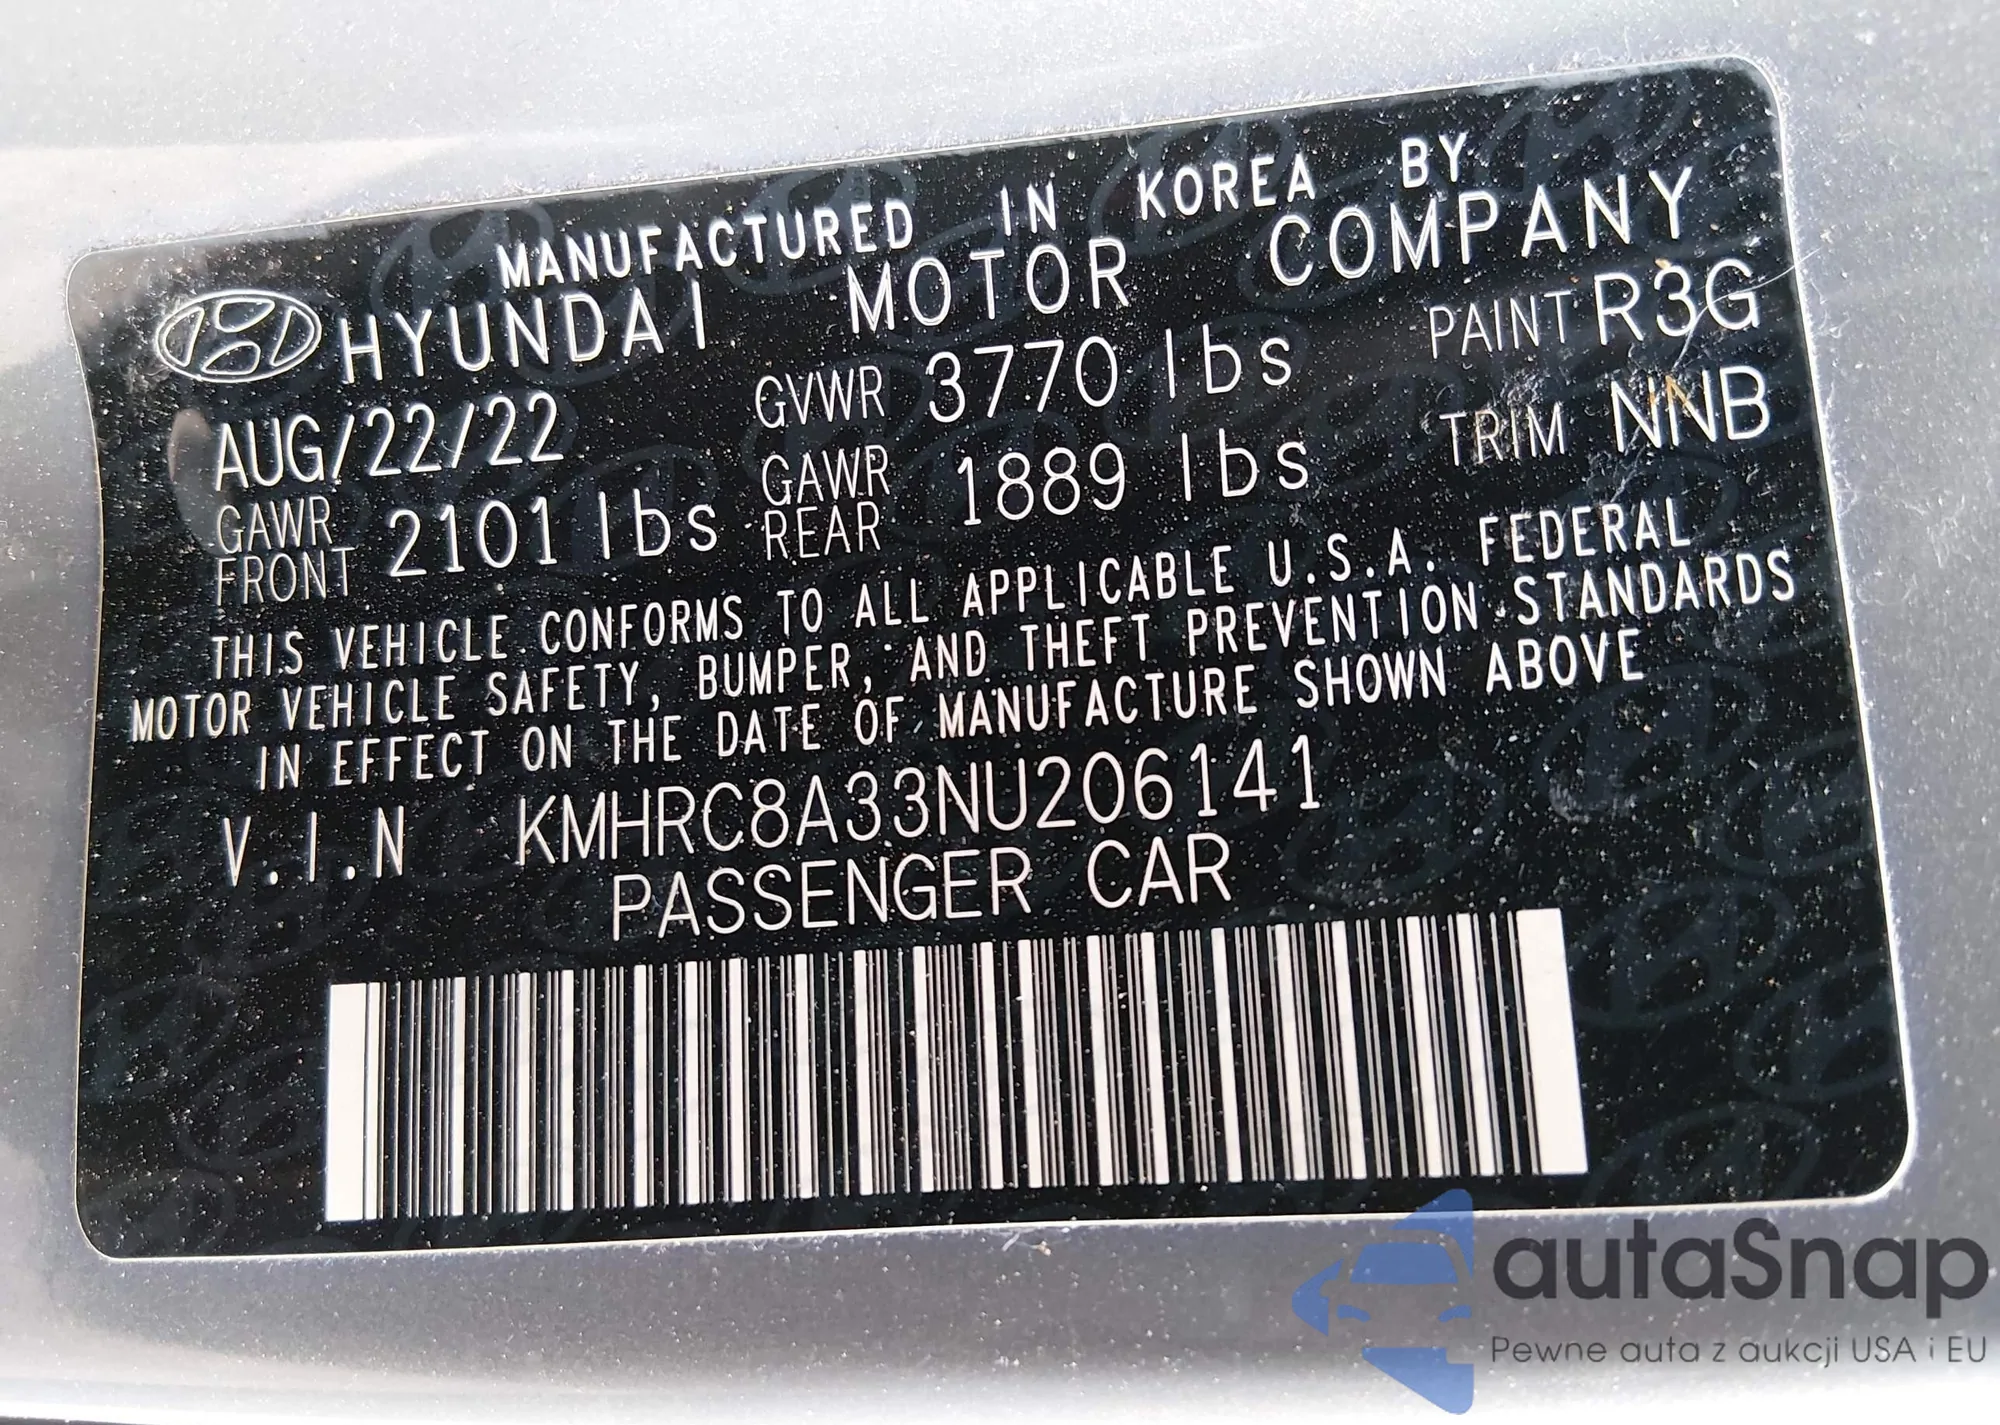 MANUFACTURED IN KOREA BY
HYUNDAI MOTOR COMPANY
AUG/22/22 GVWR 3770 lbs PAINT R3G
GAWR FRONT 2101 lbs GAWR REAR 1889 lbs TRIM NNB
THIS VEHICLE CONFORMS TO ALL APPLICABLE U.S.A. FEDERAL
MOTOR VEHICLE SAFETY, BUMPER, AND THEFT PREVENTION STANDARDS
IN EFFECT ON THE DATE OF MANUFACTURE SHOWN ABOVE
V.I.N KMHRC8A33NU206141
PASSENGER CAR
autaSnap
Pewne auta z aukcji USA i EU